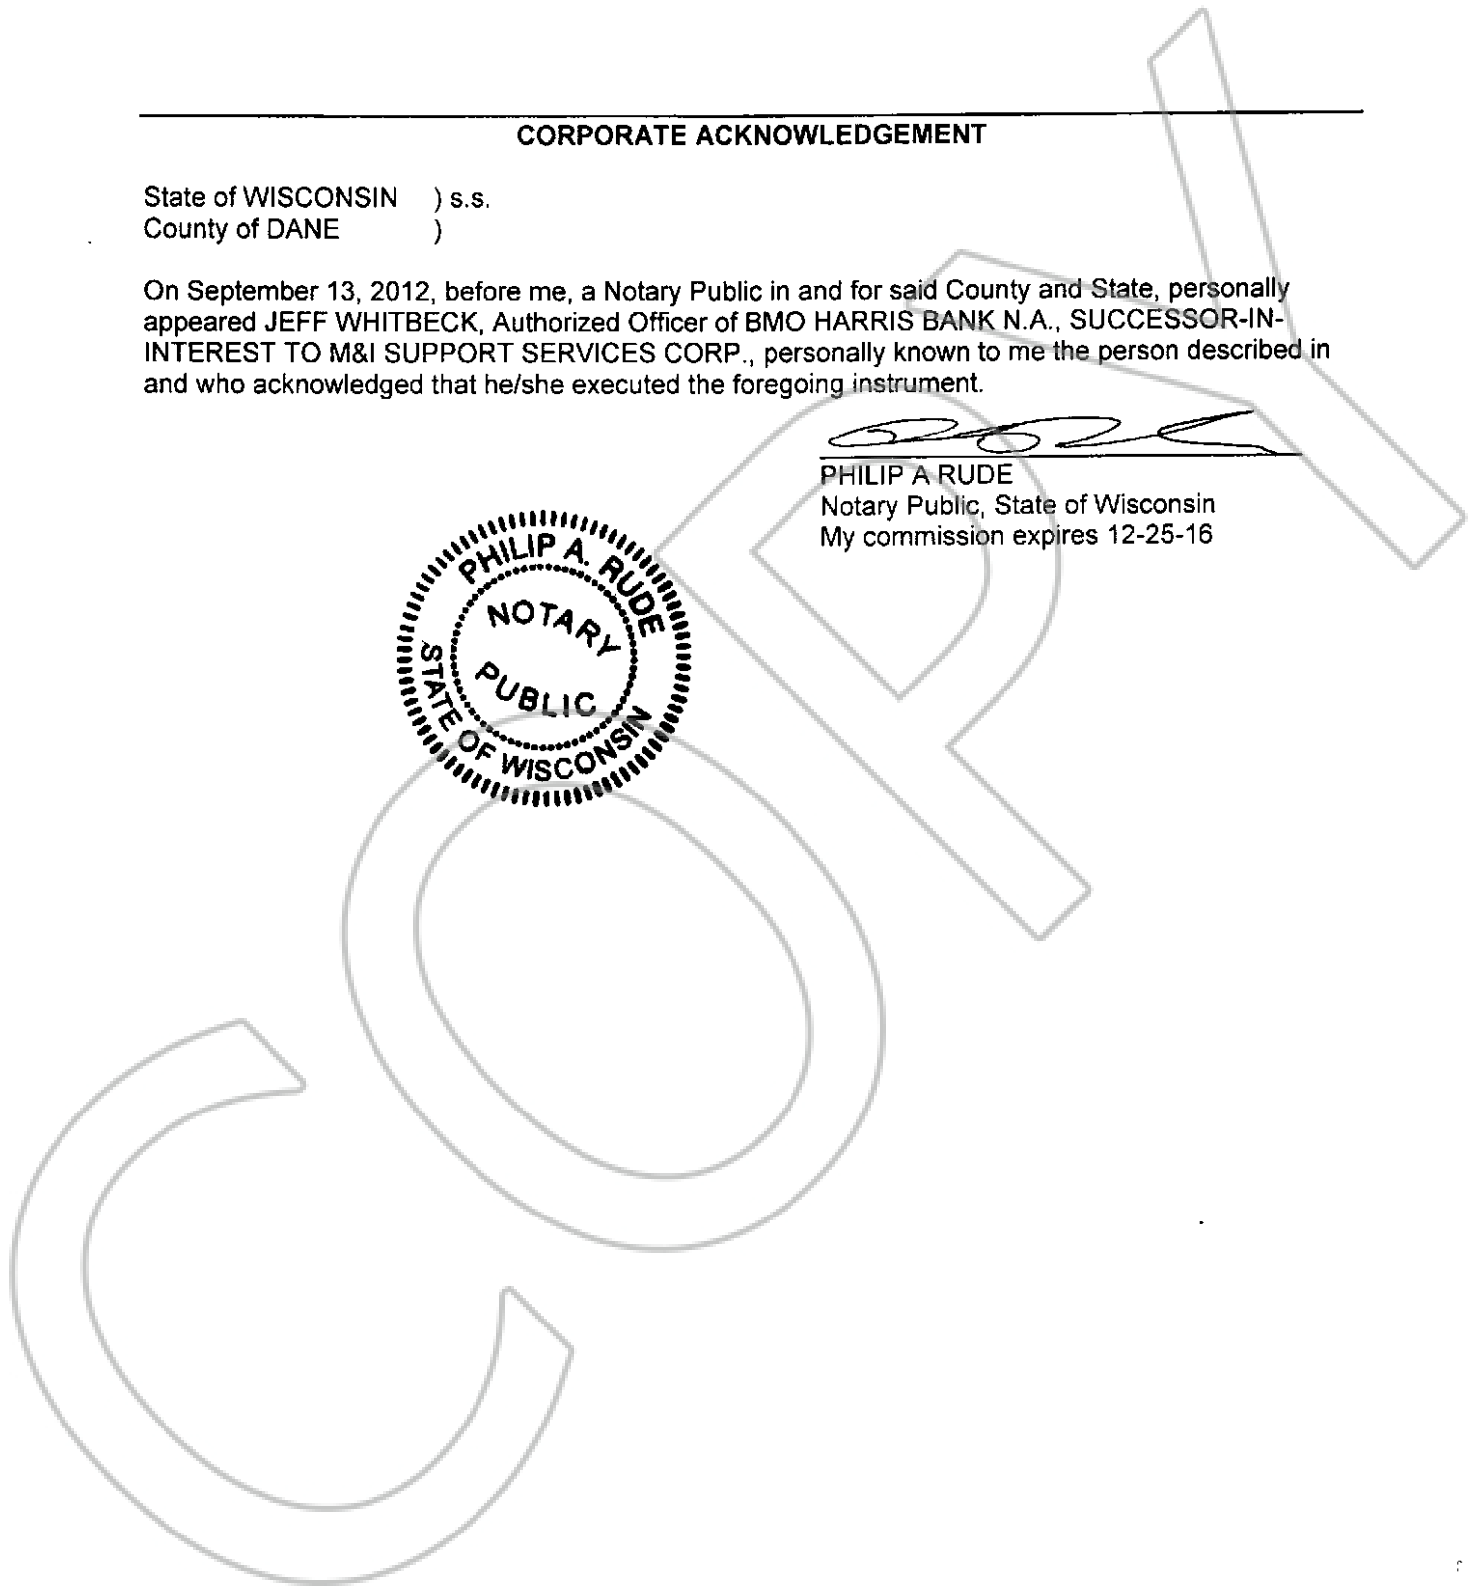 CORPORATE ACKNOWLEDGEMENT
State of WISCONSIN ) s.s.
County of DANE )
On September 13, 2012, before me, a Notary Public in and for said County and State, personally
appeared JEFF WHITBECK, Authorized Officer of BMO HARRIS BANK N.A., SUCCESSOR-IN-
INTEREST TO M&I SUPPORT SERVICES CORP., personally known to me the person described in
and who acknowledged that he/she executed the foregoing instrument.
PHILIP A RUDE
Notary Public, State of Wisconsin
My commission expires 12-25-16
PHILIP A. RUDE
NOTARY
PUBLIC
STATE OF WISCONSIN
COPY